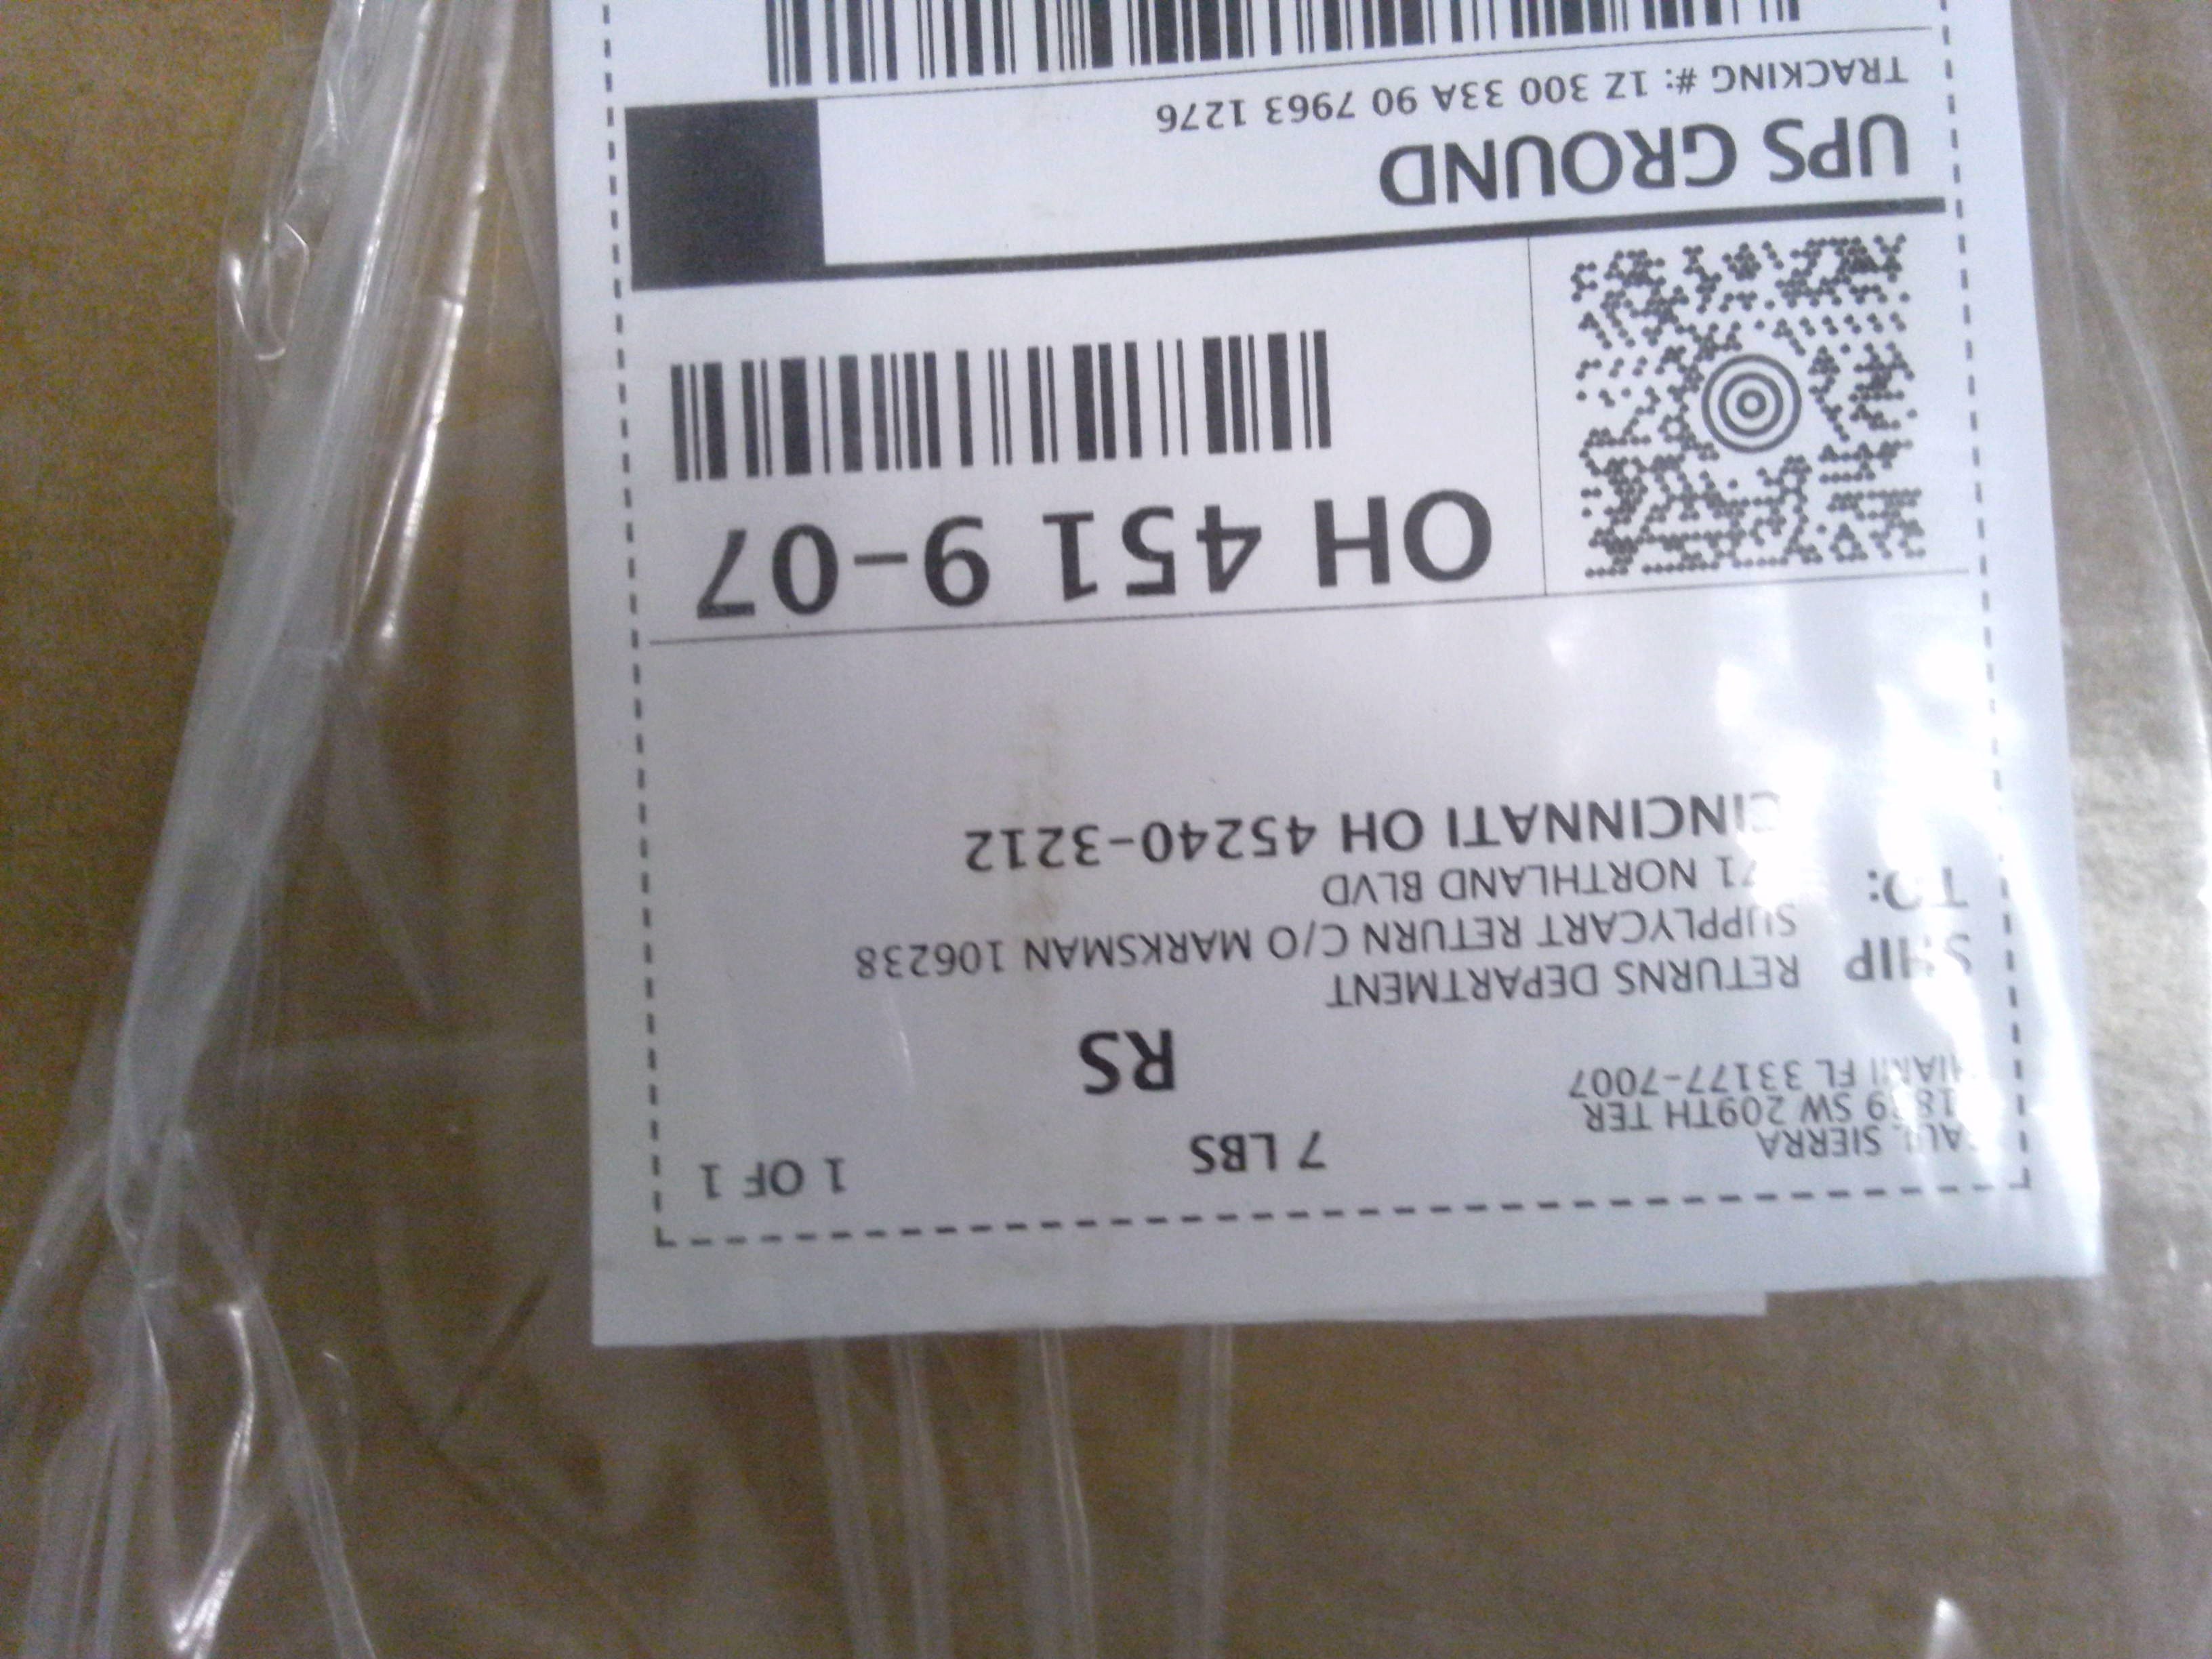 SIERRA
SW 209TH TER
FL 33177-7007
7 LBS
1 OF 1
RS
SHIP
TO:
RETURNS DEPARTMENT
SUPPLYCART RETURN C/O MARKSMAN 106238
NORTHLAND BLVD
CINCINNATI OH 45240-3212
OH 451 9-07
UPS GROUND
TRACKING #: 1Z 300 33A 90 7963 1276